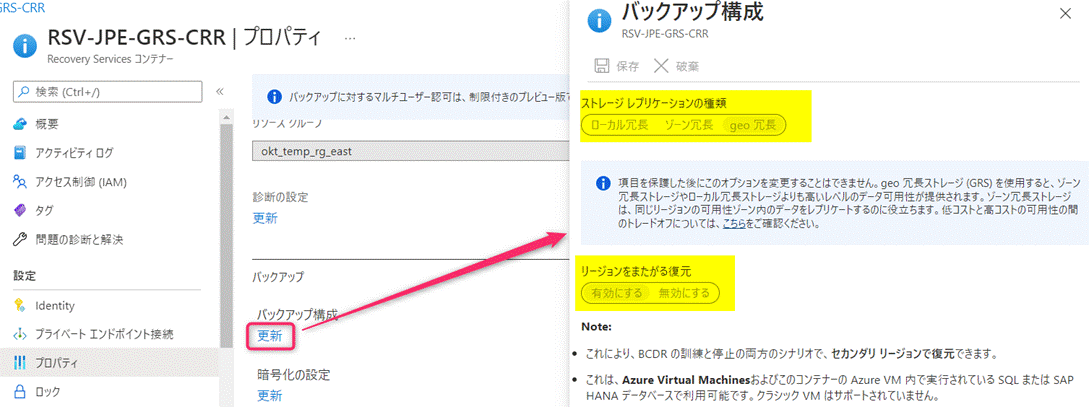 GRS-CRR
RSV-JPE-GRS-CRR | プロパティ ...
Recovery Services コンテナー
検索 (Ctrl+/)
概要
アクティビティ ログ
アクセス制御 (IAM)
タグ
問題の診断と解決
設定
Identity
プライベート エンドポイント接続
プロパティ
ロック
バックアップに対するマルチユーザー認可は、制限付きのプレビュー版で
リソース グループ
okt_temp_rg_east
診断の設定
更新
バックアップ
バックアップ構成
更新
暗号化の設定
更新
バックアップ構成
RSV-JPE-GRS-CRR
保存 破棄
ストレージ レプリケーションの種類
ローカル冗長 ゾーン冗長 geo 冗長
項目を保護した後にこのオプションを変更することはできません。geo 冗長ストレージ (GRS) を使用すると、ゾーン
冗長ストレージやローカル冗長ストレージよりも高いレベルのデータ可用性が提供されます。ゾーン冗長ストレージ
は、同じリージョンの可用性ゾーン内のデータをレプリケートするのに役立ちます。低コストと高コストの可用性の間
のトレードオフについては、こちらをご確認ください。
リージョンをまたがる復元
有効にする 無効にする
Note:
• これにより、BCDR の訓練と停止の両方のシナリオで、セカンダリ リージョンで復元できます。
• これは、Azure Virtual Machinesおよびこのコンテナーの Azure VM 内で実行されている SQL または SAP
HANA データベースで利用可能です。クラシック VM はサポートされていません。